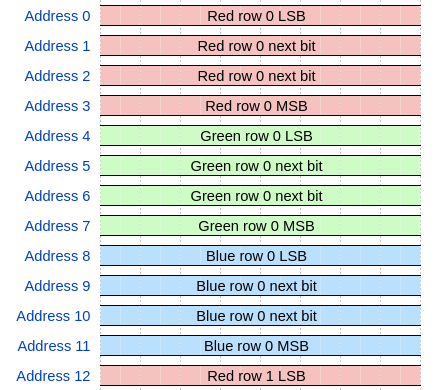 Address 0 Red row 0 LSB
Address 1 Red row 0 next bit
Address 2 Red row 0 next bit
Address 3 Red row 0 MSB
Address 4 Green row 0 LSB
Address 5 Green row 0 next bit
Address 6 Green row 0 next bit
Address 7 Green row 0 MSB
Address 8 Blue row 0 LSB
Address 9 Blue row 0 next bit
Address 10 Blue row 0 next bit
Address 11 Blue row 0 MSB
Address 12 Red row 1 LSB